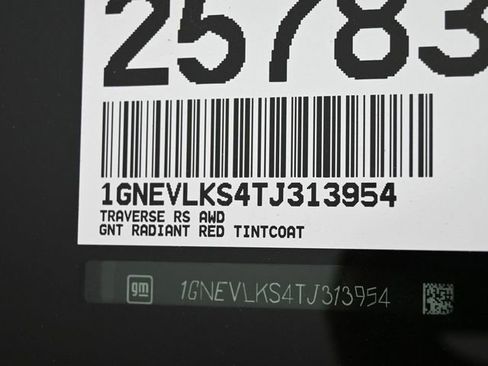 25783
1GNEVLKS4TJ313954
TRAVERSE RS AWD
GNT RADIANT RED TINTCOAT
gm 1GNEVLKS4TJ313954